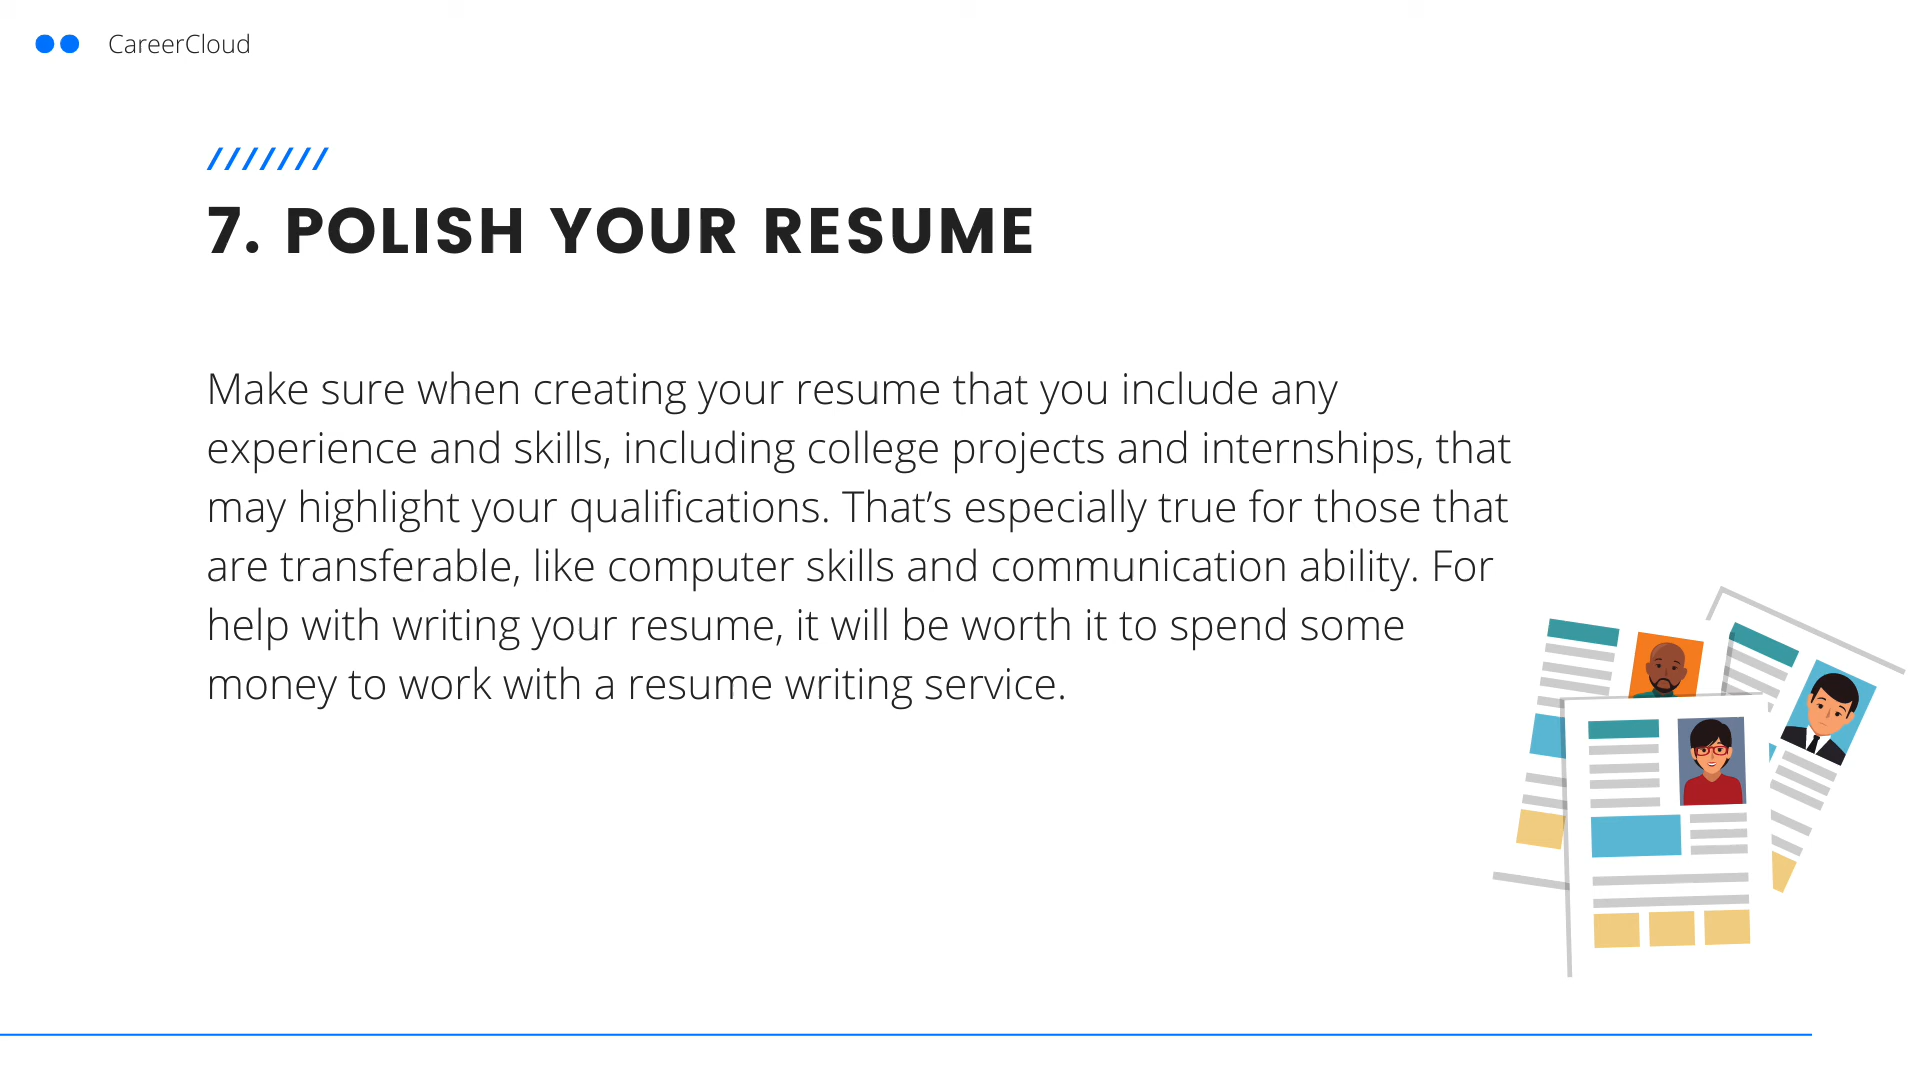 CareerCloud
7. POLISH YOUR RESUME
Make sure when creating your resume that you include any
experience and skills, including college projects and internships, that
may highlight your qualifications. That’s especially true for those that
are transferable, like computer skills and communication ability. For
help with writing your resume, it will be worth it to spend some
money to work with a resume writing service.